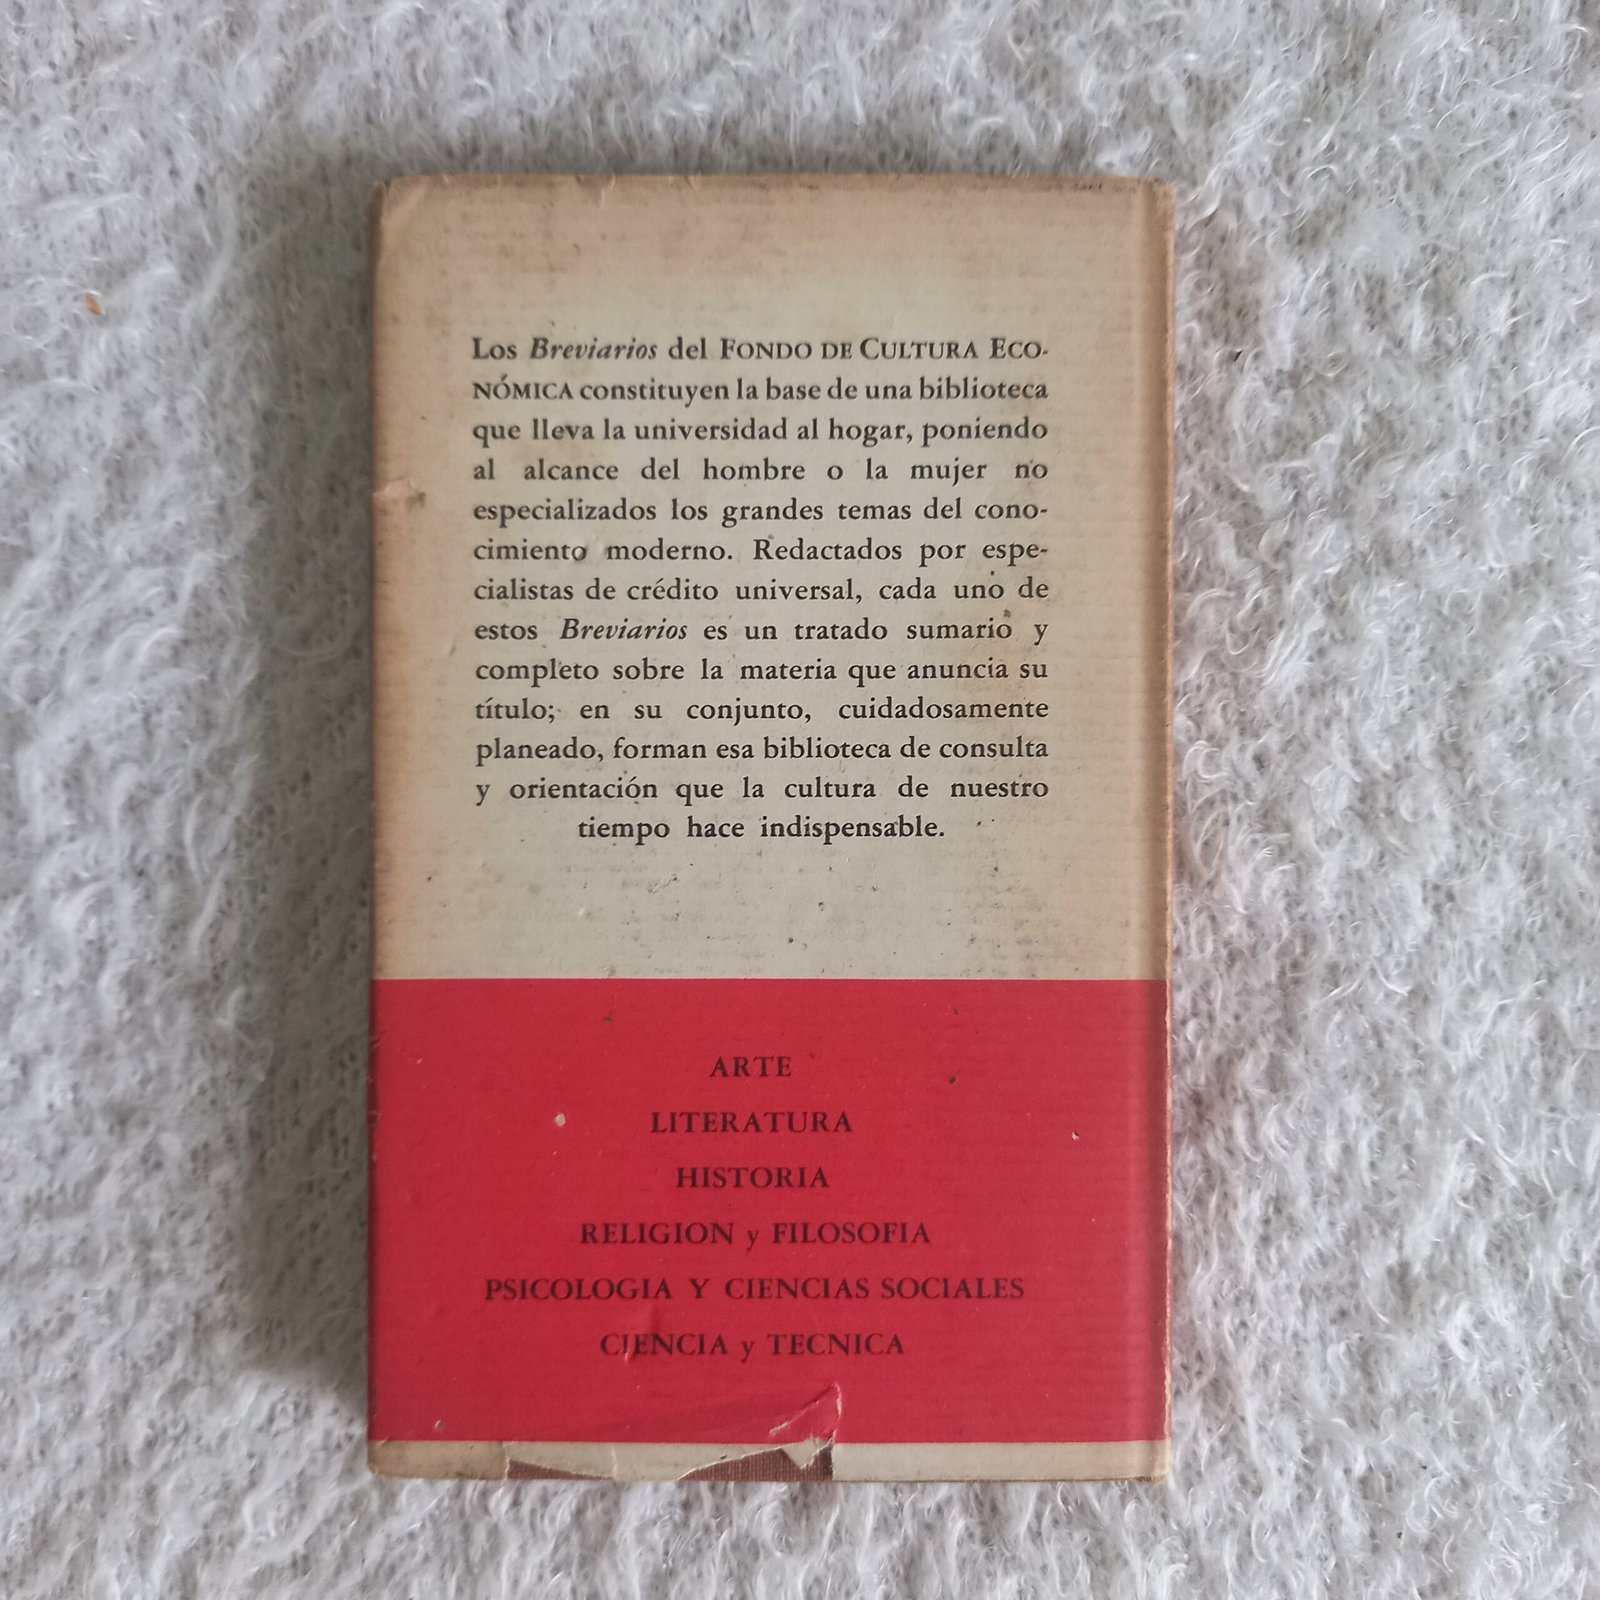 Los Breviarios del FONDO DE CULTURA ECO-
NÓMICA constituyen la base de una biblioteca
que lleva la universidad al hogar, poniendo
al alcance del hombre o la mujer no
especializados los grandes temas del cono-
cimiento moderno. Redactados por espe-
cialistas de crédito universal, cada uno de
estos Breviarios es un tratado sumario y
completo sobre la materia que anuncia su
título; en su conjunto, cuidadosamente
planeado, forman esa biblioteca de consulta
y orientación que la cultura de nuestro
tiempo hace indispensable.
ARTE
LITERATURA
HISTORIA
RELIGION y FILOSOFIA
PSICOLOGIA Y CIENCIAS SOCIALES
CIENCIA y TECNICA